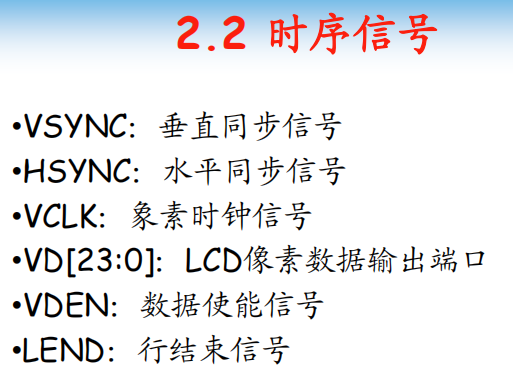 2.2 时序信号
•VSYNC: 垂直同步信号
•HSYNC: 水平同步信号
•VCLK: 象素时钟信号
•VD[23:0]: LCD像素数据输出端口
•VDEN: 数据使能信号
•LEND: 行结束信号